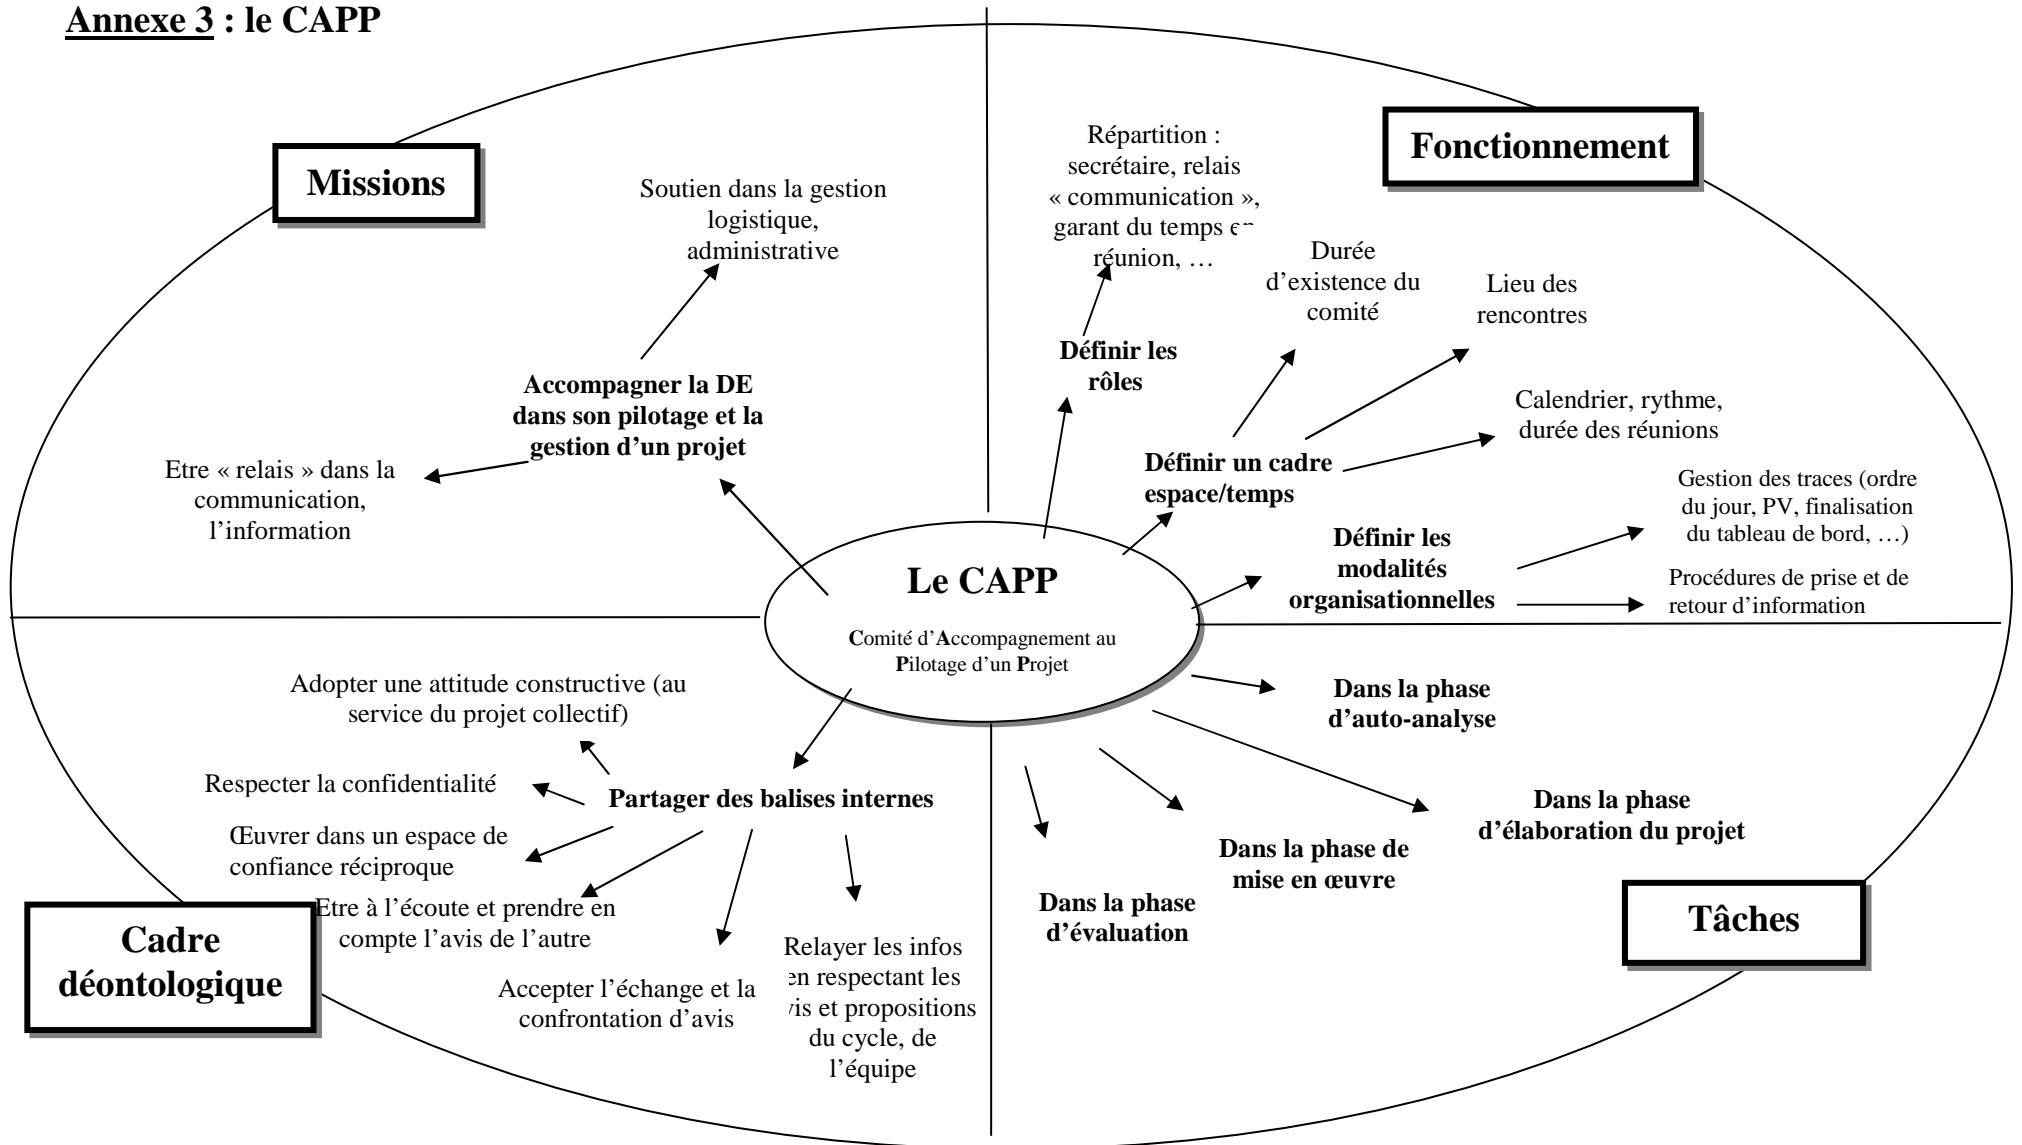 Annexe 3 : le CAPP
Missions
Soutien dans la gestion
logistique,
administrative
Accompagner la DE
dans son pilotage et la
gestion d’un projet
Etre « relais » dans la
communication,
l’information
Fonctionnement
Répartition :
secrétaire, relais
« communication »,
garant du temps
réunion, …
Définir les
rôles
Durée
d’existence du
comité
Lieu des
rencontres
Calendrier, rythme,
durée des réunions
Définir un cadre
espace/temps
Gestion des traces (ordre
du jour, PV, finalisation
du tableau de bord, …)
Définir les
modalités
organisationnelles
Procédures de prise et de
retour d’information
Le CAPP
Comité d’Accompagnement au
Pilotage d’un Projet
Adopter une attitude constructive (au
service du projet collectif)
Respecter la confidentialité
Partager des balises internes
Œuvrer dans un espace de
confiance réciproque
Etre à l’écoute et prendre en
compte l’avis de l’autre
Cadre
déontologique
Accepter l’échange et la
confrontation d’avis
Relayer les infos
en respectant les
et propositions
du cycle, de
l’équipe
Dans la phase
d’auto-analyse
Dans la phase
d’élaboration du projet
Dans la phase de
mise en œuvre
Dans la phase
d’évaluation
Tâches